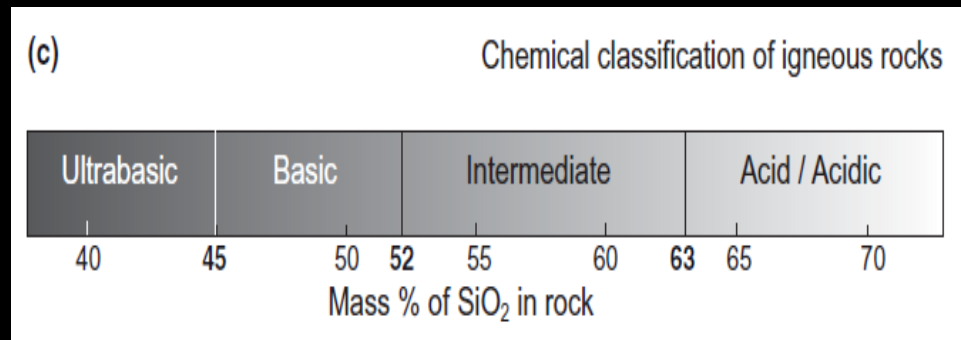 (c) Chemical classification of igneous rocks
Ultrabasic Basic Intermediate Acid / Acidic
40 45 50 52 55 60 63 65 70
Mass % of SiO₂ in rock